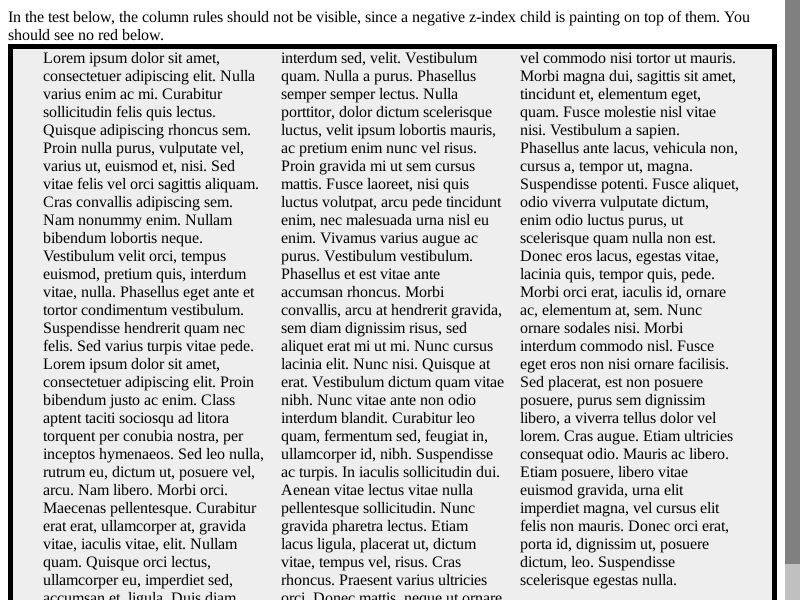 In the test below, the column rules should not be visible, since a negative z-index child is painting on top of them. You
should see no red below.
Lorem ipsum dolor sit amet,
consectetuer adipiscing elit. Nulla
varius enim ac mi. Curabitur
sollicitudin felis quis lectus.
Quisque adipiscing rhoncus sem.
Proin nulla purus, vulputate vel,
varius ut, euismod et, nisi. Sed
vitae felis vel orci sagittis aliquam.
Cras convallis adipiscing sem.
Nam nonummy enim. Nullam
bibendum lobortis neque.
Vestibulum velit orci, tempus
euismod, pretium quis, interdum
vitae, nulla. Phasellus eget ante et
tortor condimentum vestibulum.
Suspendisse hendrerit quam nec
felis. Sed varius turpis vitae pede.
Lorem ipsum dolor sit amet,
consectetuer adipiscing elit. Proin
bibendum justo ac enim. Class
aptent taciti sociosqu ad litora
torquent per conubia nostra, per
inceptos hymenaeos. Sed leo nulla,
rutrum eu, dictum ut, posuere vel,
arcu. Nam libero. Morbi orci.
Maecenas pellentesque. Curabitur
erat erat, ullamcorper at, gravida
vitae, iaculis vitae, elit. Nullam
quam. Quisque orci lectus,
ullamcorper eu, imperdiet sed,
accumsan et, ligula. Duis diam
interdum sed, velit. Vestibulum
quam. Nulla a purus. Phasellus
semper semper lectus. Nulla
porttitor, dolor dictum scelerisque
luctus, velit ipsum lobortis mauris,
ac pretium enim nunc vel risus.
Proin gravida mi ut sem cursus
mattis. Fusce laoreet, nisi quis
luctus volutpat, arcu pede tincidunt
enim, nec malesuada urna nisl eu
enim. Vivamus varius augue ac
purus. Vestibulum vestibulum.
Phasellus et est vitae ante
accumsan rhoncus. Morbi
convallis, arcu at hendrerit gravida,
sem diam dignissim risus, sed
aliquet erat mi ut mi. Nunc cursus
lacinia elit. Nunc nisi. Quisque at
erat. Vestibulum dictum quam vitae
nibh. Nunc vitae ante non odio
interdum blandit. Curabitur leo
quam, fermentum sed, feugiat in,
ullamcorper id, nibh. Suspendisse
ac turpis. In iaculis sollicitudin dui.
Aenean vitae lectus vitae nulla
pellentesque sollicitudin. Nunc
gravida pharetra lectus. Etiam
lacus ligula, placerat ut, dictum
vitae, tempus vel, risus. Cras
rhoncus. Praesent varius ultricies
orci. Donec mattis, neque ut ornare
vel commodo nisi tortor ut mauris.
Morbi magna dui, sagittis sit amet,
tincidunt et, elementum eget,
quam. Fusce molestie nisl vitae
nisi. Vestibulum a sapien.
Phasellus ante lacus, vehicula non,
cursus a, tempor ut, magna.
Suspendisse potenti. Fusce aliquet,
odio viverra vulputate dictum,
enim odio luctus purus, ut
scelerisque quam nulla non est.
Donec eros lacus, egestas vitae,
lacinia quis, tempor quis, pede.
Morbi orci erat, iaculis id, ornare
ac, elementum at, sem. Nunc
ornare sodales nisi. Morbi
interdum commodo nisl. Fusce
eget eros non nisi ornare facilisis.
Sed placerat, est non posuere
posuere, purus sem dignissim
libero, a viverra tellus dolor vel
lorem. Cras augue. Etiam ultricies
consequat odio. Mauris ac libero.
Etiam posuere, libero vitae
euismod gravida, urna elit
imperdiet magna, vel cursus elit
felis non mauris. Donec orci erat,
porta id, dignissim ut, posuere
dictum, leo. Suspendisse
scelerisque egestas nulla.